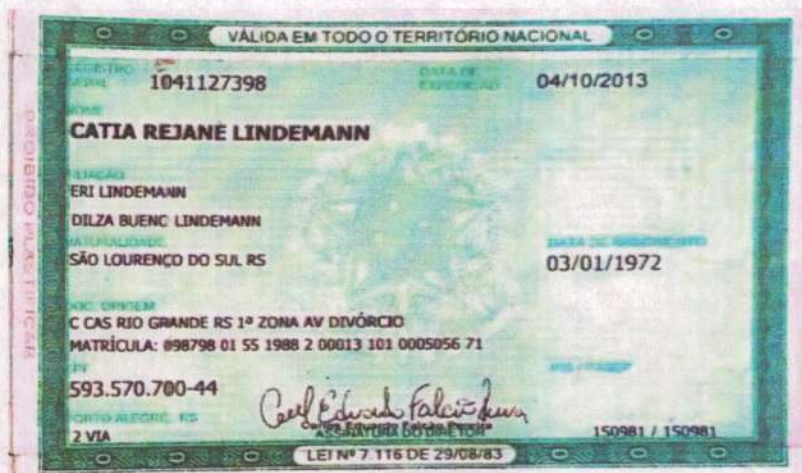 VÁLIDA EM TODO O TERRITÓRIO NACIONAL
REGISTRO GERAL 1041127398 DATA DE EXPEDIÇÃO 04/10/2013
NOME
CATIA REJANE LINDEMANN
FILIAÇÃO
ERI LINDEMANN
DILZA BUENC LINDEMANN
NATURALIDADE DATA DE NASCIMENTO
SÃO LOURENÇO DO SUL RS 03/01/1972
DOC. ORIGEM
C CAS RIO GRANDE RS 1ª ZONA AV DIVÓRCIO
MATRÍCULA: 098798 01 55 1988 2 00013 101 0005056 71
CPF PIS / PASEP
593.570.700-44
PORTO ALEGRE, RS Carlos Eduardo Falcão Pereira
2 VIA ASSINATURA DO DIRETOR 150981 / 150981
LEI Nº 7.116 DE 29/08/83
PROIBIDO PLASTIFICAR